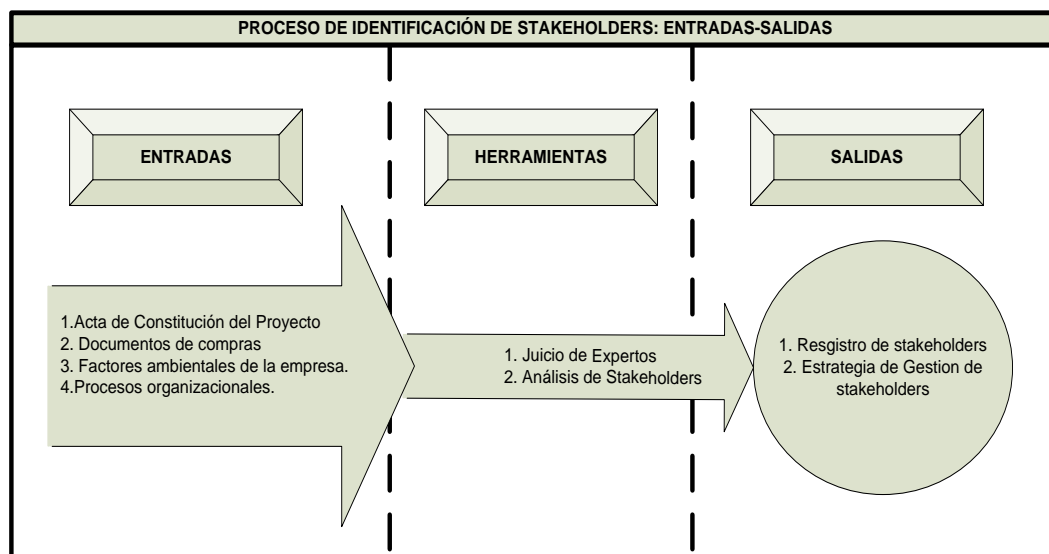 PROCESO DE IDENTIFICACIÓN DE STAKEHOLDERS: ENTRADAS-SALIDAS
ENTRADAS
HERRAMIENTAS
SALIDAS
1.Acta de Constitución del Proyecto
2. Documentos de compras
3. Factores ambientales de la empresa.
4.Procesos organizacionales.
1. Juicio de Expertos
2. Análisis de Stakeholders
1. Resgistro de stakeholders
2. Estrategia de Gestion de
stakeholders